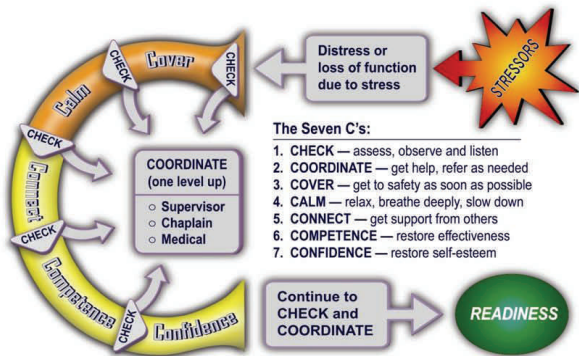 STRESSORS
Distress or
loss of function
due to stress
CHECK
Cover
CHECK
Calm
CHECK
Connect
CHECK
Competence
CHECK
Confidence
COORDINATE
(one level up)
○ Supervisor
○ Chaplain
○ Medical
The Seven C's:
1. CHECK — assess, observe and listen
2. COORDINATE — get help, refer as needed
3. COVER — get to safety as soon as possible
4. CALM — relax, breathe deeply, slow down
5. CONNECT — get support from others
6. COMPETENCE — restore effectiveness
7. CONFIDENCE — restore self-esteem
Continue to
CHECK and
COORDINATE
READINESS